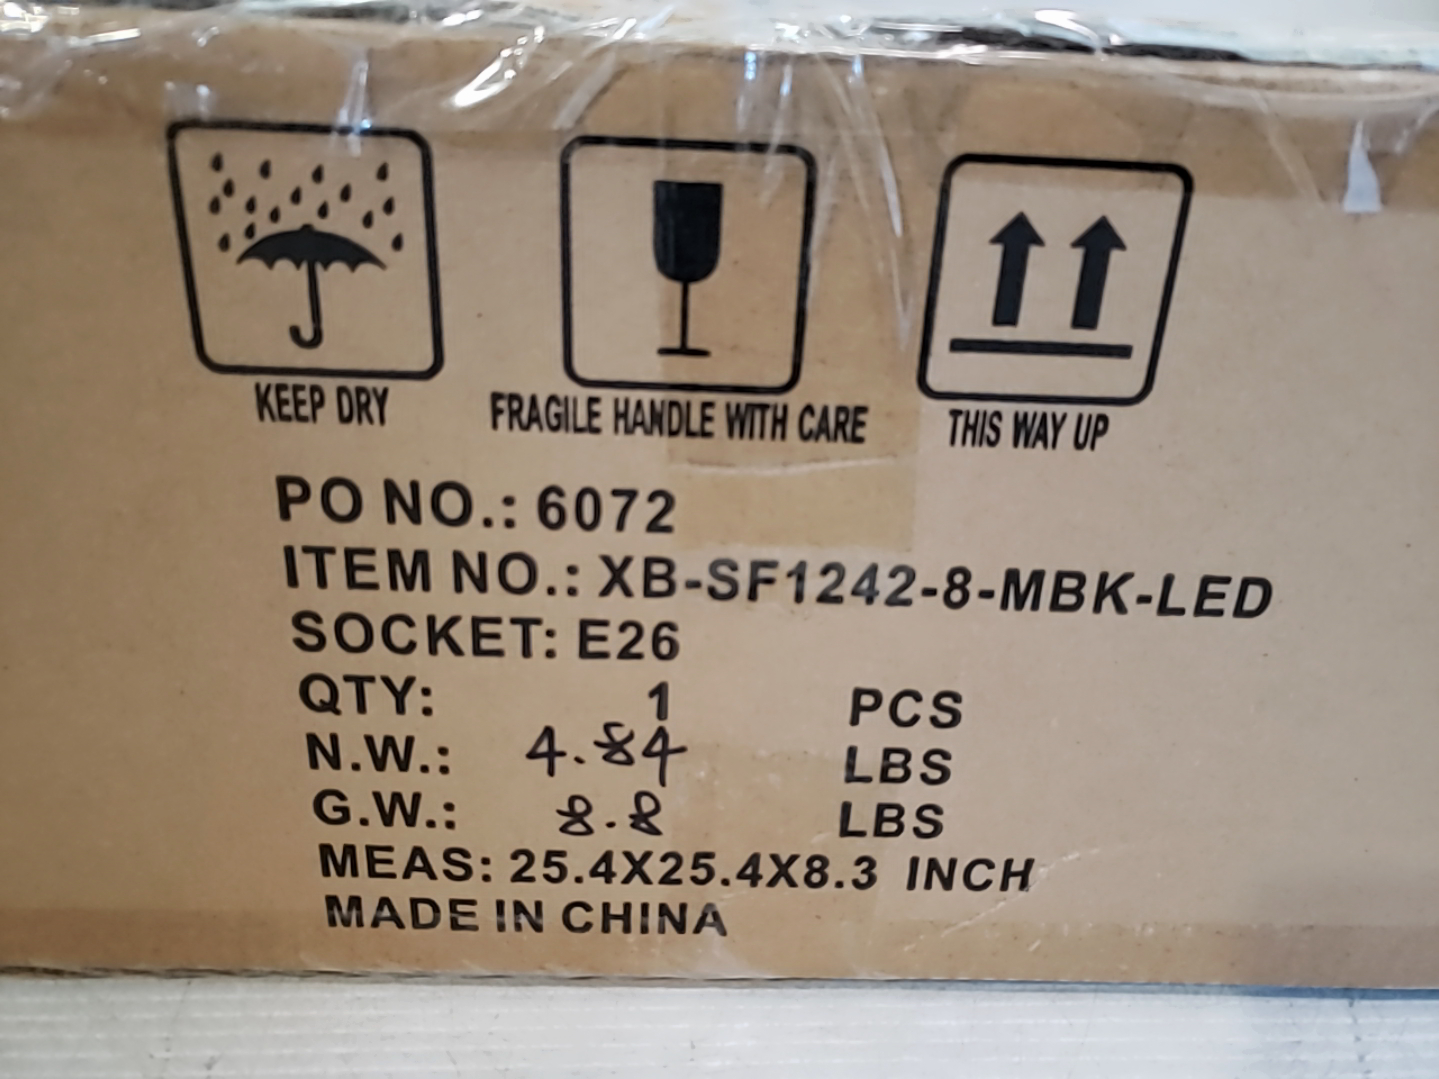 KEEP DRY FRAGILE HANDLE WITH CARE THIS WAY UP
PO NO.: 6072
ITEM NO.: XB-SF1242-8-MBK-LED
SOCKET: E26
QTY: 1 PCS
N.W.: 4.84 LBS
G.W.: 8.8 LBS
MEAS: 25.4X25.4X8.3 INCH
MADE IN CHINA